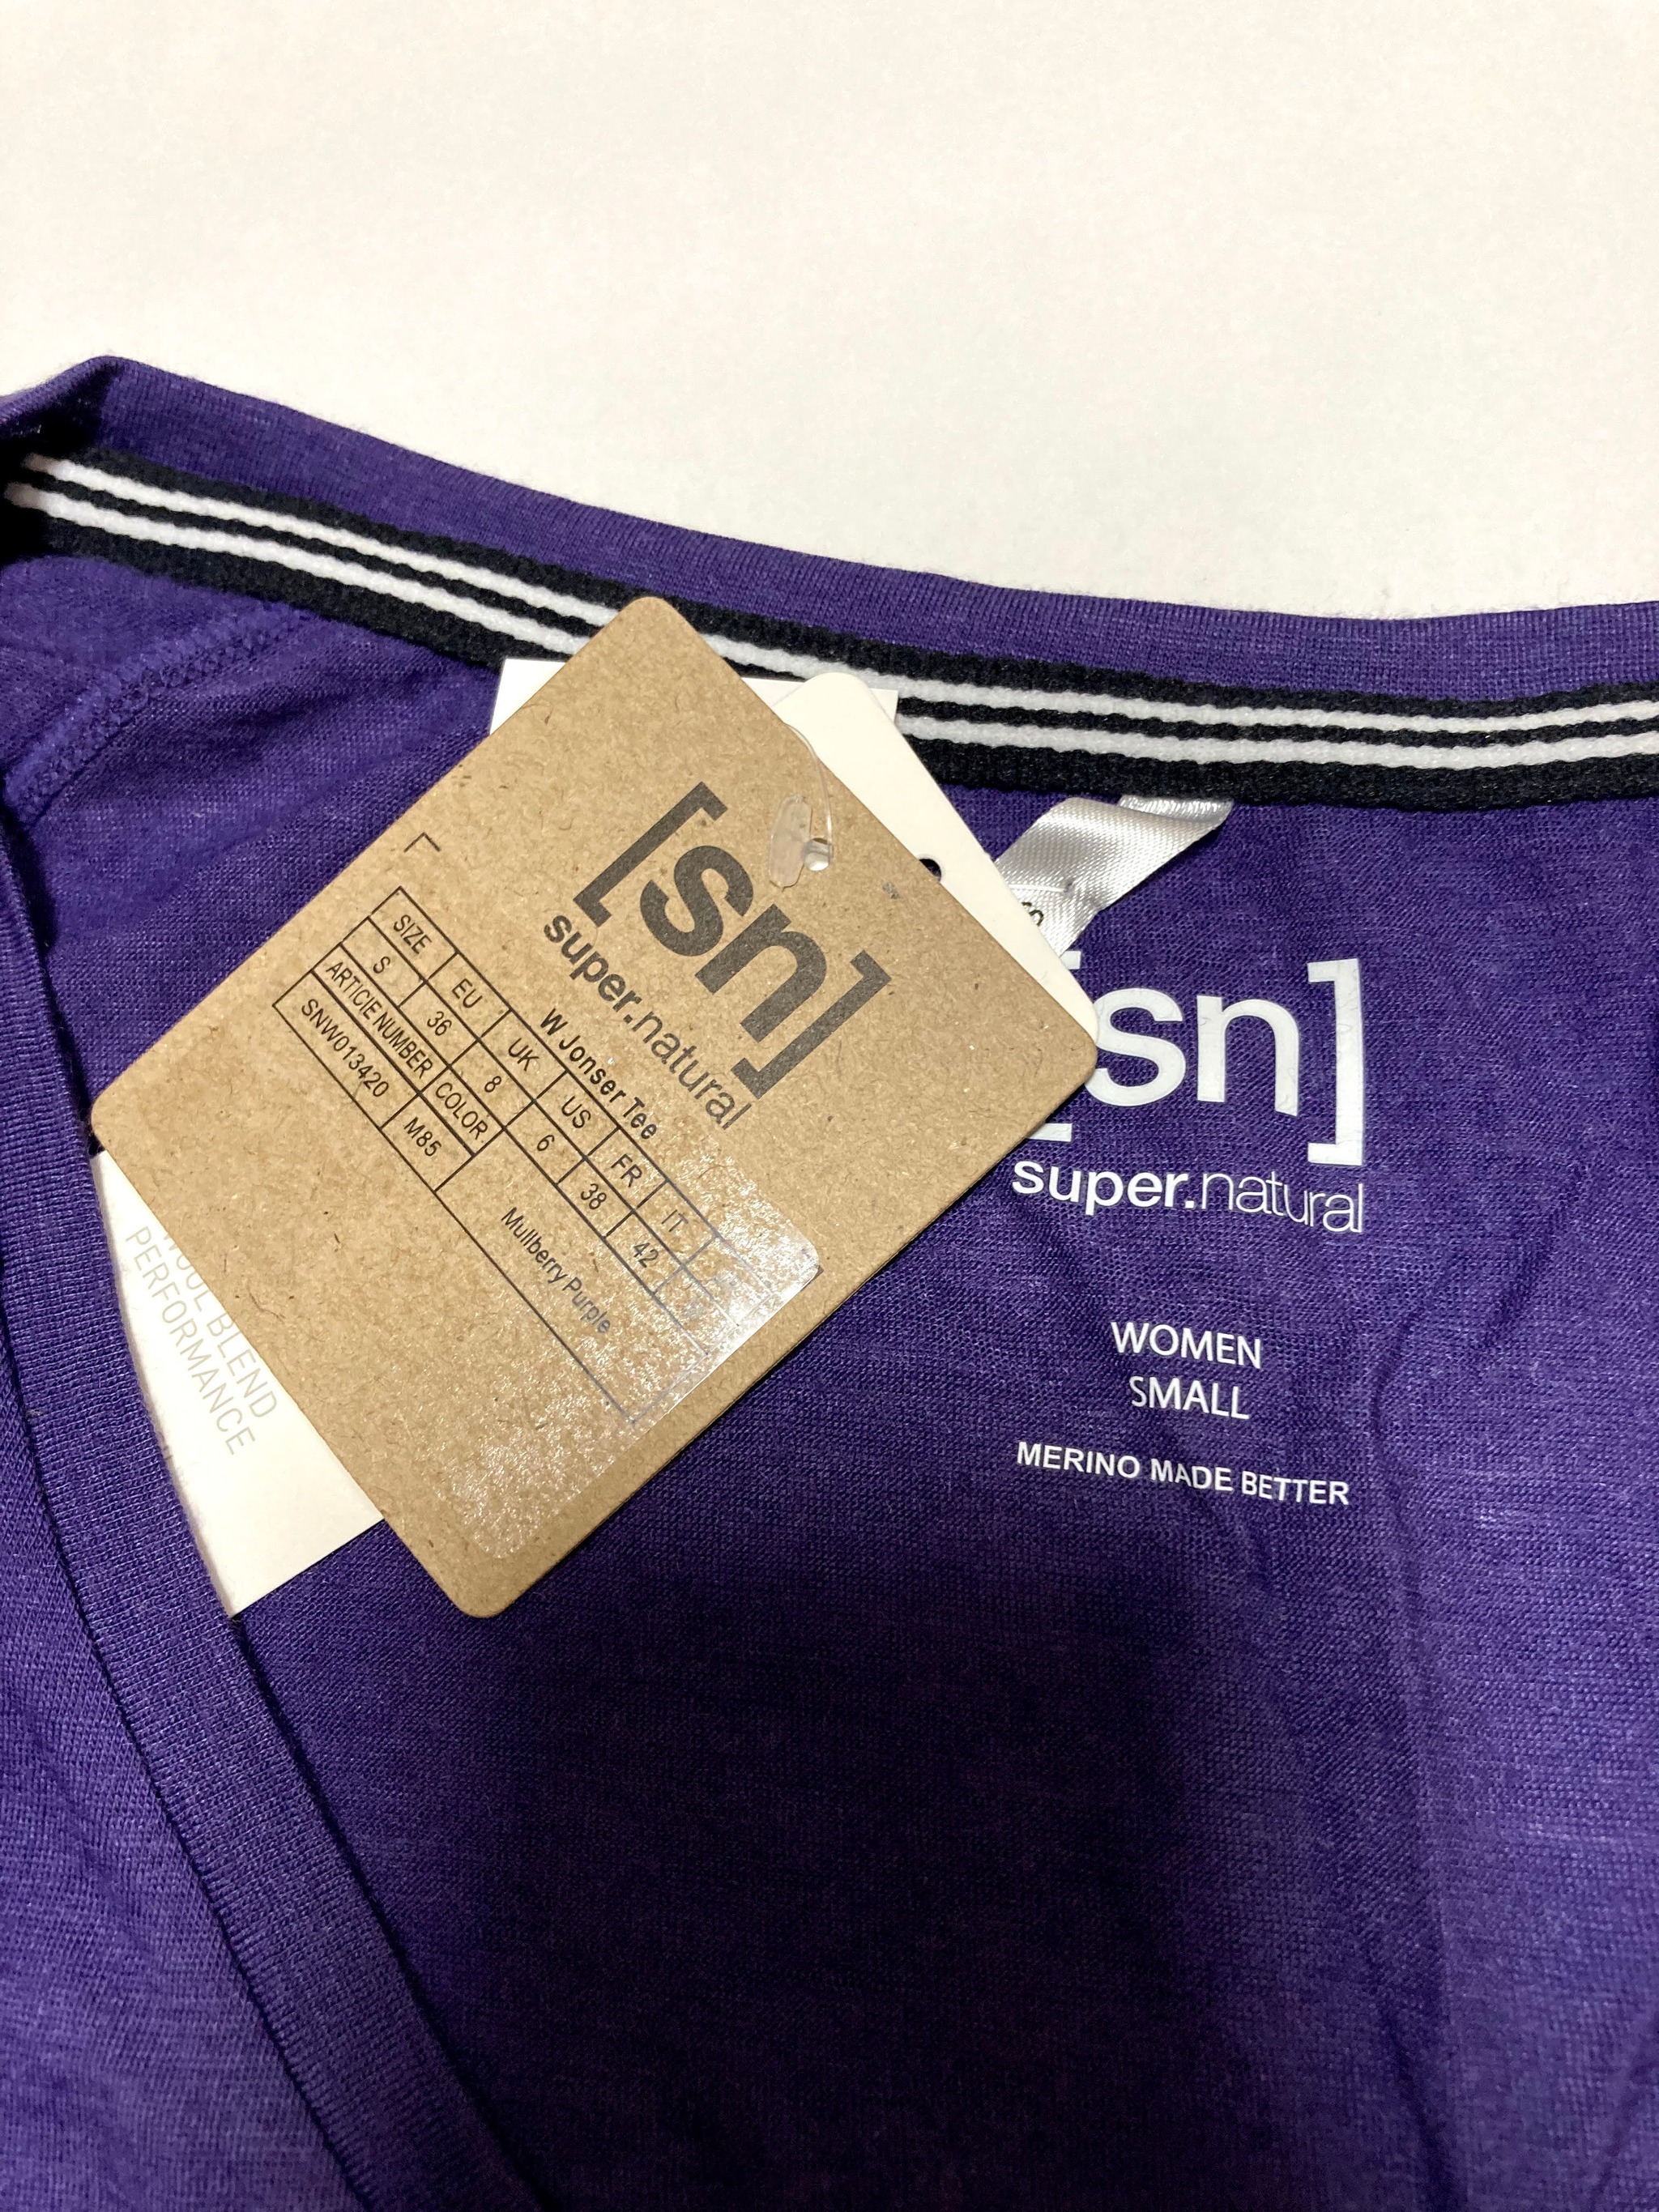 [sn]
super.natural
W Jonser Tee
SIZE EU UK US FR IT
S 36 8 6 38 42
ARTICIE NUMBER COLOR
SNW013420 M85 Mullberry Purple
BLEND
PERFORMANCE
[sn]
super.natural
WOMEN
SMALL
MERINO MADE BETTER